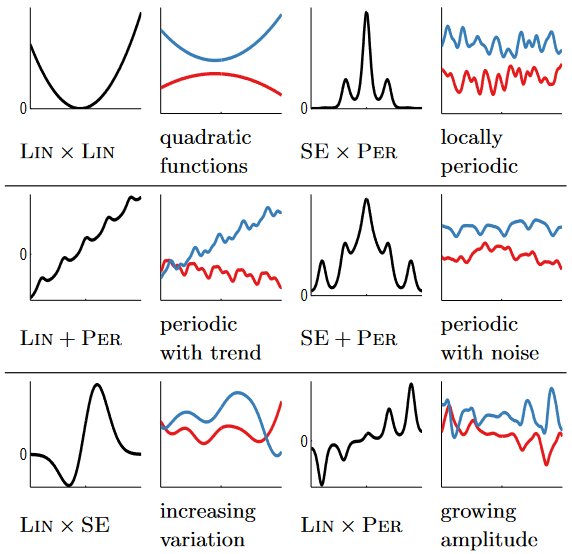 0
LIN × LIN
quadratic
functions
0
SE × PER
locally
periodic
0
LIN + PER
periodic
with trend
0
SE + PER
periodic
with noise
0
LIN × SE
increasing
variation
0
LIN × PER
growing
amplitude